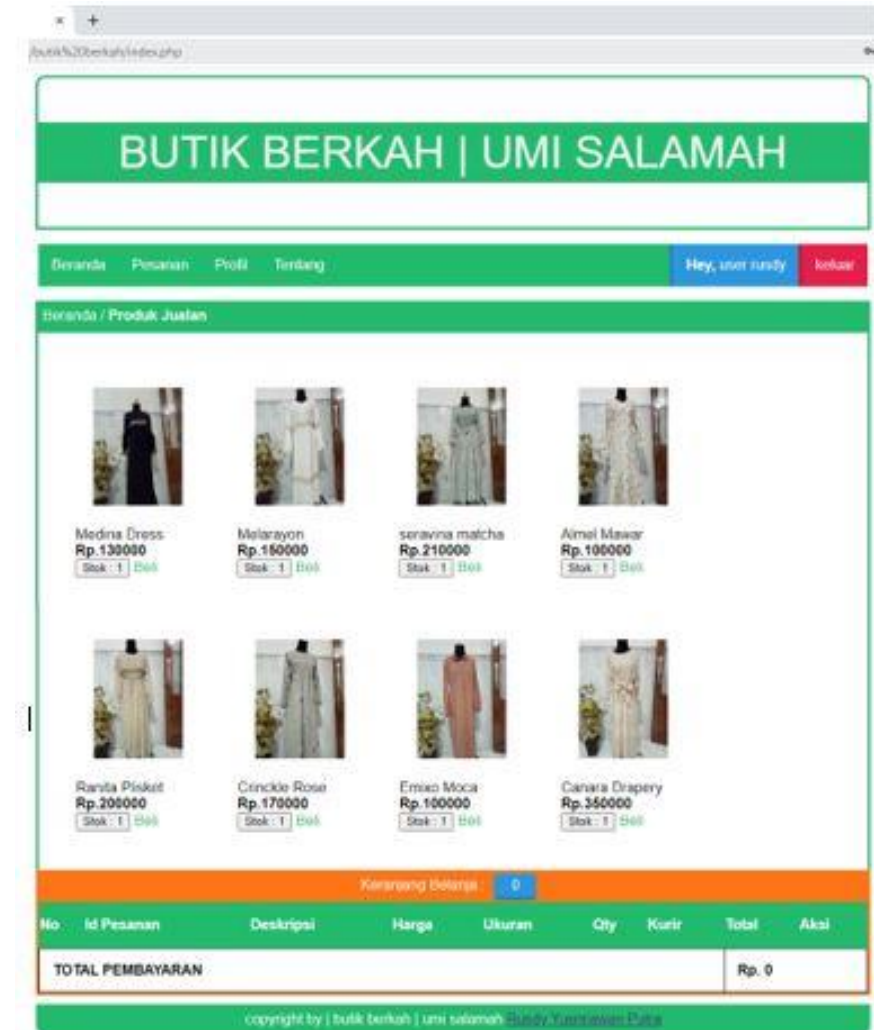 /butik%20berkah/index.php
BUTIK BERKAH | UMI SALAMAH
Beranda Pesanan Profil Tentang Hey, user rusdy keluar
Beranda / Produk Jualan
Medina Dress Melarayon seravina matcha Almel Mawar
Rp.130000 Rp.150000 Rp.210000 Rp.100000
Stok : 1 Beli Stok : 1 Beli Stok : 1 Beli Stok : 1 Beli
Ranita Plisket Crinckle Rose Emixo Moca Canara Drapery
Rp.200000 Rp.170000 Rp.100000 Rp.350000
Stok : 1 Beli Stok : 1 Beli Stok : 1 Beli Stok : 1 Beli
Keranjang Belanja : 0
No Id Pesanan Deskripsi Harga Ukuran Qty Kurir Total Aksi
TOTAL PEMBAYARAN Rp. 0
copyright by | butik berkah | umi salamah Putra